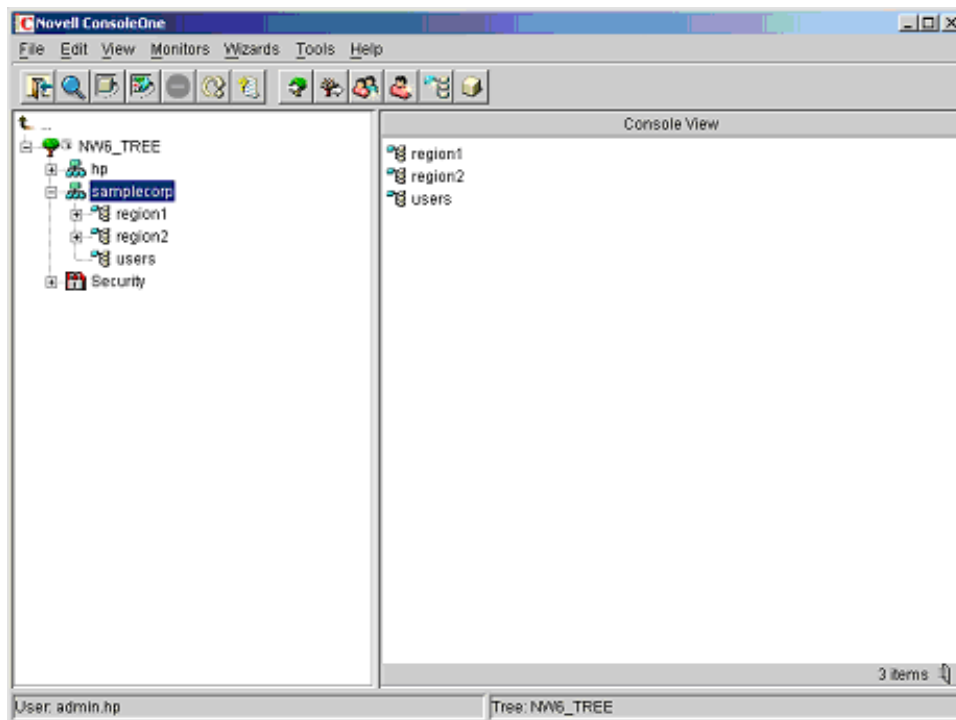 Novell ConsoleOne
File Edit View Monitors Wizards Tools Help
..
NW6_TREE
hp
samplecorp
region1
region2
users
Security
Console View
region1
region2
users
3 items
User: admin.hp
Tree: NW6_TREE